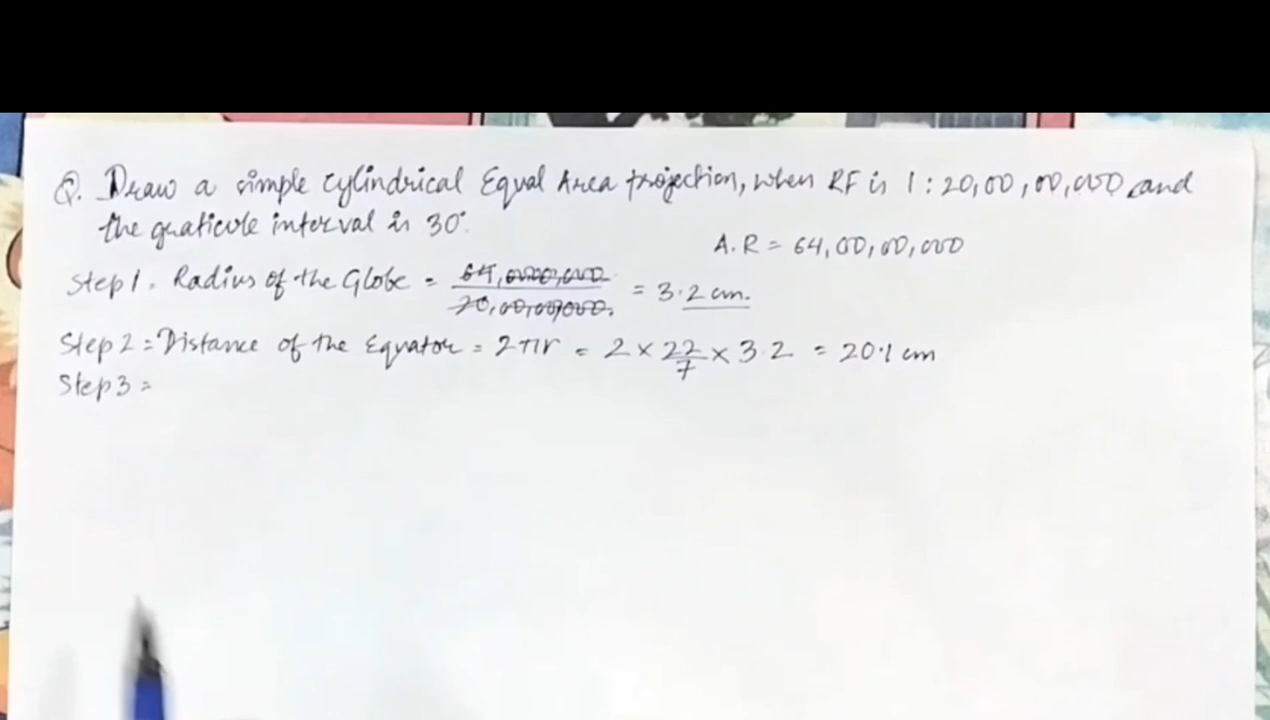 Q. Draw a simple cylindrical Equal Area projection, when RF is 1 : 20,00,00,000 and
the graticule interval is 30°.
A.R = 64,00,00,000
Step 1. Radius of the Globe = 64,0000,000 / 20,00,00,000. = 3.2 cm.
Step 2 = Distance of the Equator = 2πr = 2 × 22/7 × 3.2 = 20.1 cm
Step 3 =